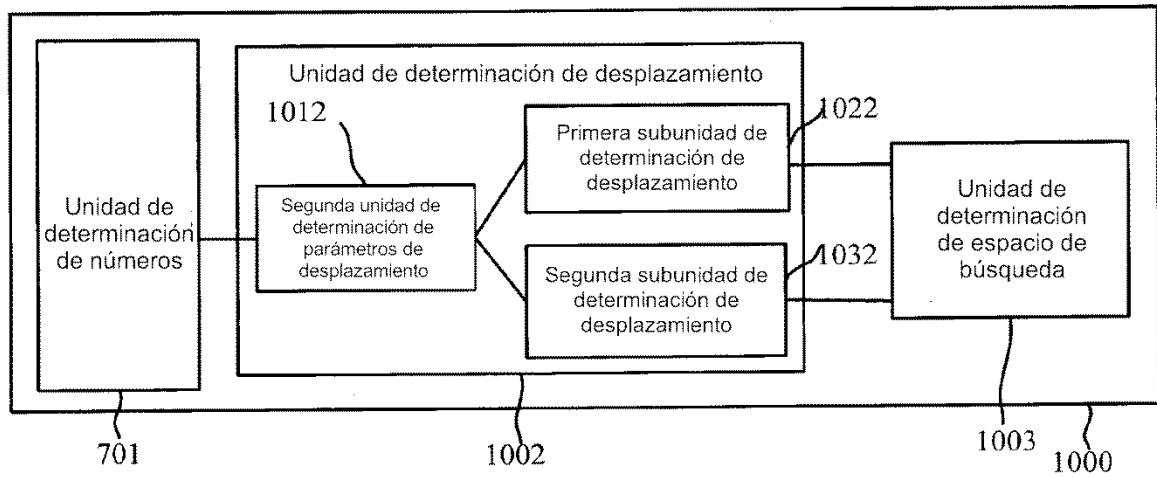 Unidad de determinación de desplazamiento
1012
1022
Primera subunidad de
determinación de
desplazamiento
Unidad de
determinación
de números
Segunda unidad de
determinación de
parámetros de
desplazamiento
Unidad de
determinación
de espacio de
búsqueda
1032
Segunda subunidad de
determinación de
desplazamiento
701
1002
1003
1000